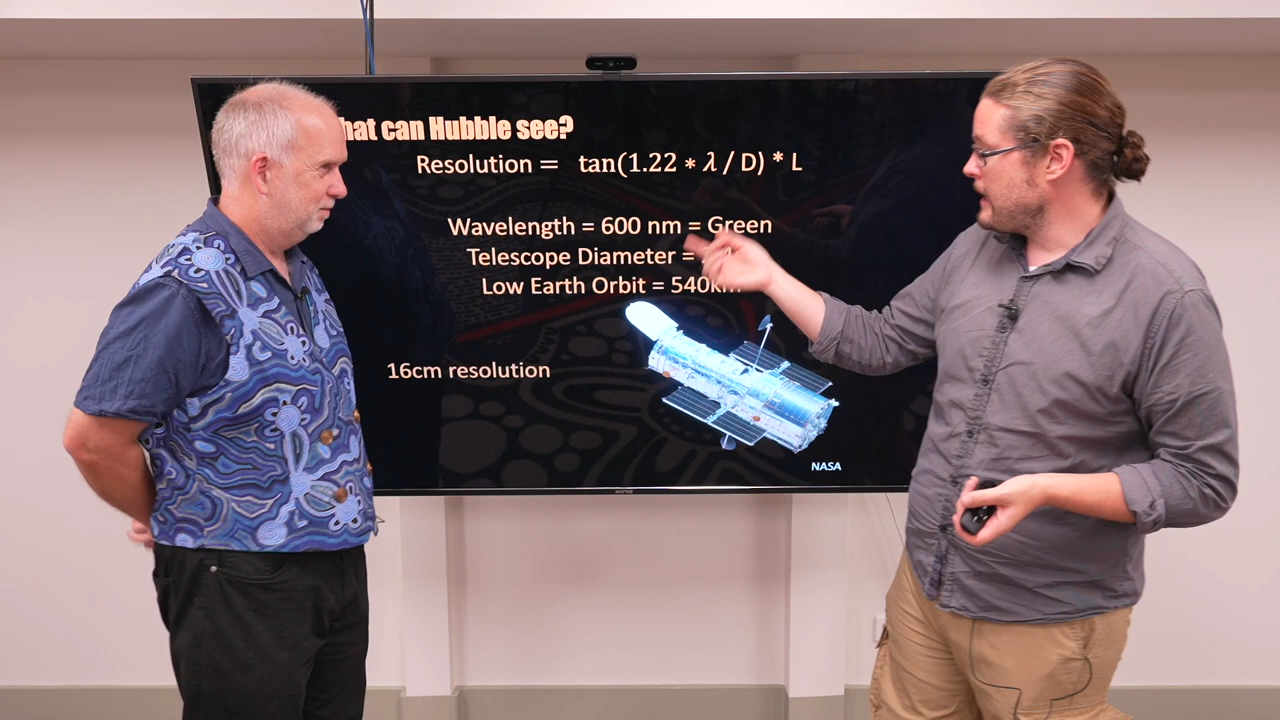 hat can Hubble see?
Resolution = tan(1.22 * λ / D) * L
Wavelength = 600 nm = Green
Telescope Diameter =
Low Earth Orbit = 540km
16cm resolution
NASA